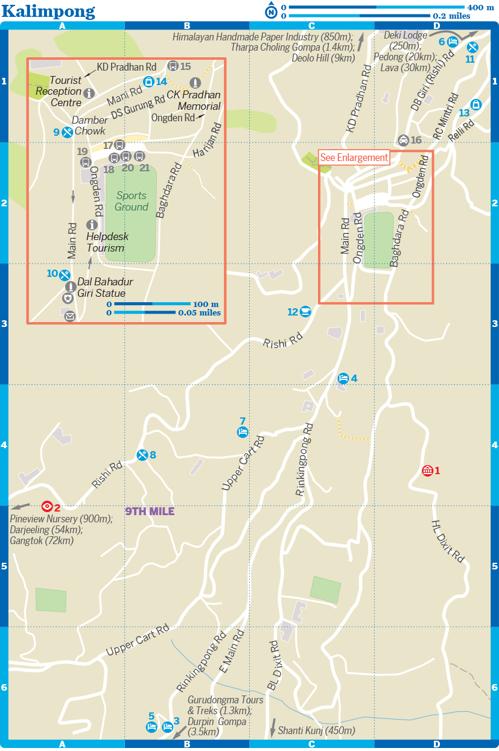 Kalimpong
N
0 400 m
0 0.2 miles
A B C D
Himalayan Handmade Paper Industry (850m);
Tharpa Choling Gompa (1.4km);
Deolo Hill (9km)
Deki Lodge
(250m);
Pedong (20km);
Lava (30km)
6
11
KD Pradhan Rd
15
Tourist
Reception
Centre
Mani Rd
14
CK Pradhan
Memorial
DS Gurung Rd
Ongden Rd
9
Damber
Chowk
Harijan Rd
1
1
KD Pradhan Rd
DB Giri (Rishi) Rd
RC Mintri Rd
13
Relli Rd
16
See Enlargement
Ongden Rd
17
19
18
20
21
Ongden Rd
Sports
Ground
Baghdara Rd
Main Rd
Helpdesk
Tourism
2
2
Main Rd
Ongden Rd
Baghdara Rd
10
Dal Bahadur
Giri Statue
0 100 m
0 0.05 miles
3
3
12
Rishi Rd
4
7
4
4
8
Rishi Rd
Upper Cart Rd
Rinkingpong Rd
1
2
9TH MILE
Pineview Nursery (900m);
Darjeeling (54km);
Gangtok (72km)
HL Dixit Rd
5
5
Upper Cart Rd
Rinkingpong Rd
E Main Rd
BL Dixit Rd
6
6
Gurudongma Tours
& Treks (1.3km);
Durpin Gompa
(3.5km)
5
3
Shanti Kunj (450m)
A B C D